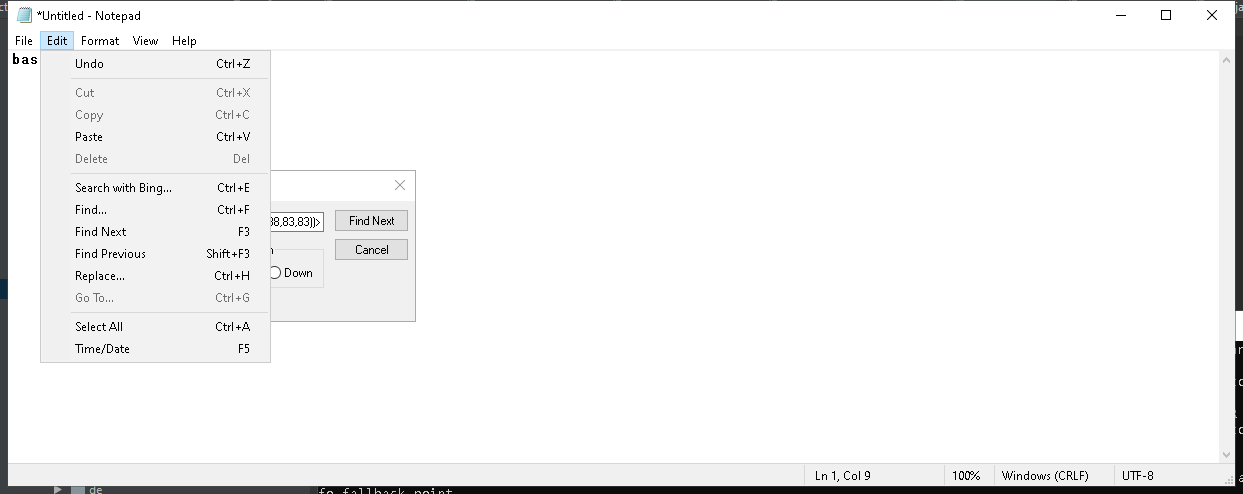 *Untitled - Notepad
File Edit Format View Help
bas
Undo Ctrl+Z
Cut Ctrl+X
Copy Ctrl+C
Paste Ctrl+V
Delete Del
Search with Bing... Ctrl+E
Find... Ctrl+F
Find Next F3
Find Previous Shift+F3
Replace... Ctrl+H
Go To... Ctrl+G
Select All Ctrl+A
Time/Date F5
38,83,83))> Find Next
Cancel
Down
Ln 1, Col 9 100% Windows (CRLF) UTF-8
de
fo fallback point